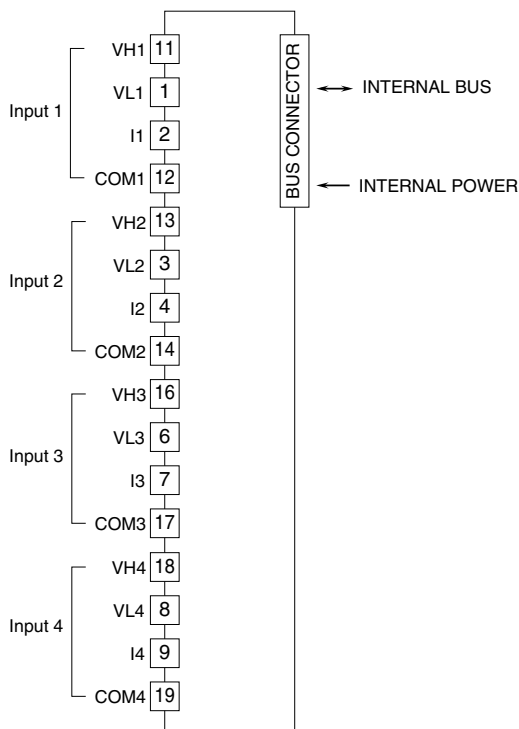 Input 1
VH1 11
VL1 1
I1 2
COM1 12
Input 2
VH2 13
VL2 3
I2 4
COM2 14
Input 3
VH3 16
VL3 6
I3 7
COM3 17
Input 4
VH4 18
VL4 8
I4 9
COM4 19
BUS CONNECTOR
INTERNAL BUS
INTERNAL POWER